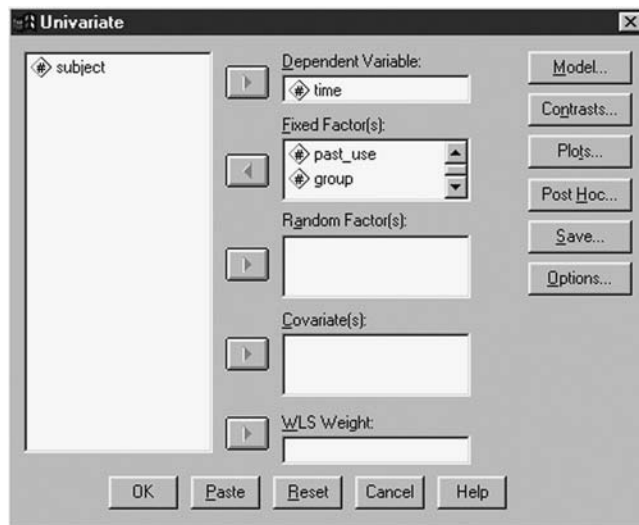 Univariate
subject
Dependent Variable:
time
Fixed Factor(s):
past_use
group
Random Factor(s):
Covariate(s):
WLS Weight:
Model...
Contrasts...
Plots...
Post Hoc...
Save...
Options...
OK Paste Reset Cancel Help